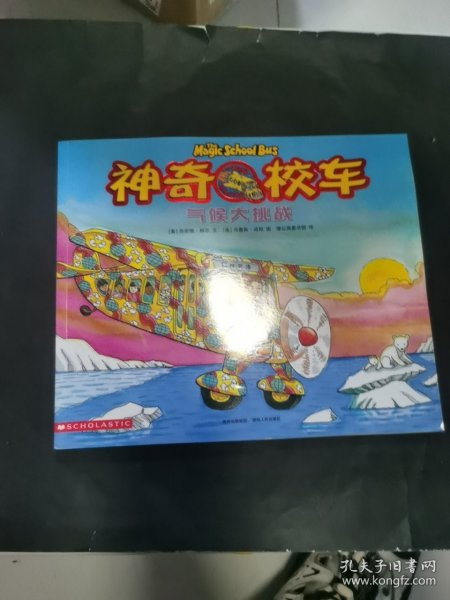 The
Magic School Bus
神奇校车
气候大挑战
SCHOLASTIC
孔夫子旧书网
www.kongfz.com